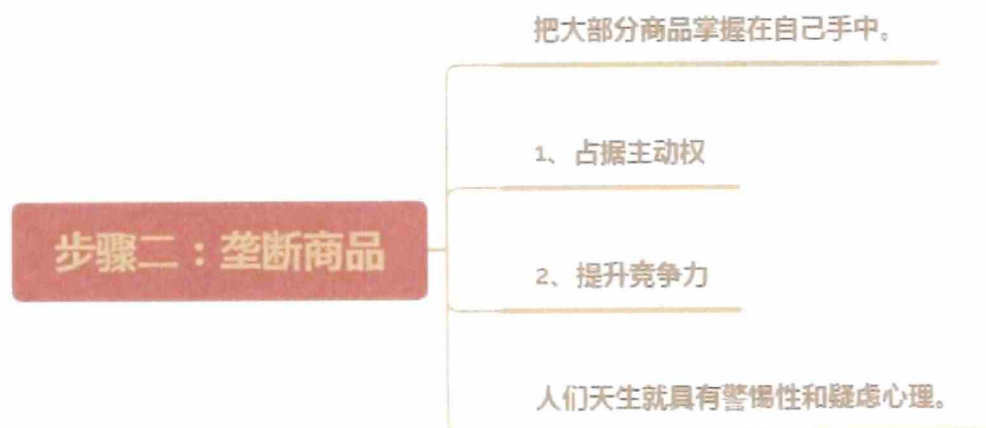 把大部分商品掌握在自己手中。
1、占据主动权
步骤二：垄断商品
2、提升竞争力
人们天生就具有警惕性和疑虑心理。